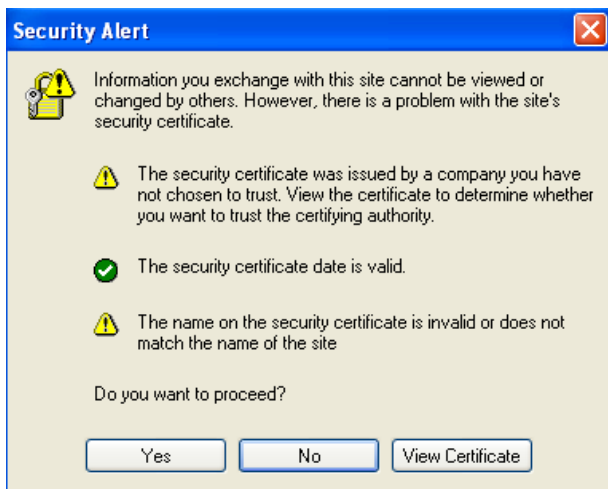 Security Alert
Information you exchange with this site cannot be viewed or
changed by others. However, there is a problem with the site's
security certificate.
The security certificate was issued by a company you have
not chosen to trust. View the certificate to determine whether
you want to trust the certifying authority.
The security certificate date is valid.
The name on the security certificate is invalid or does not
match the name of the site
Do you want to proceed?
Yes No View Certificate